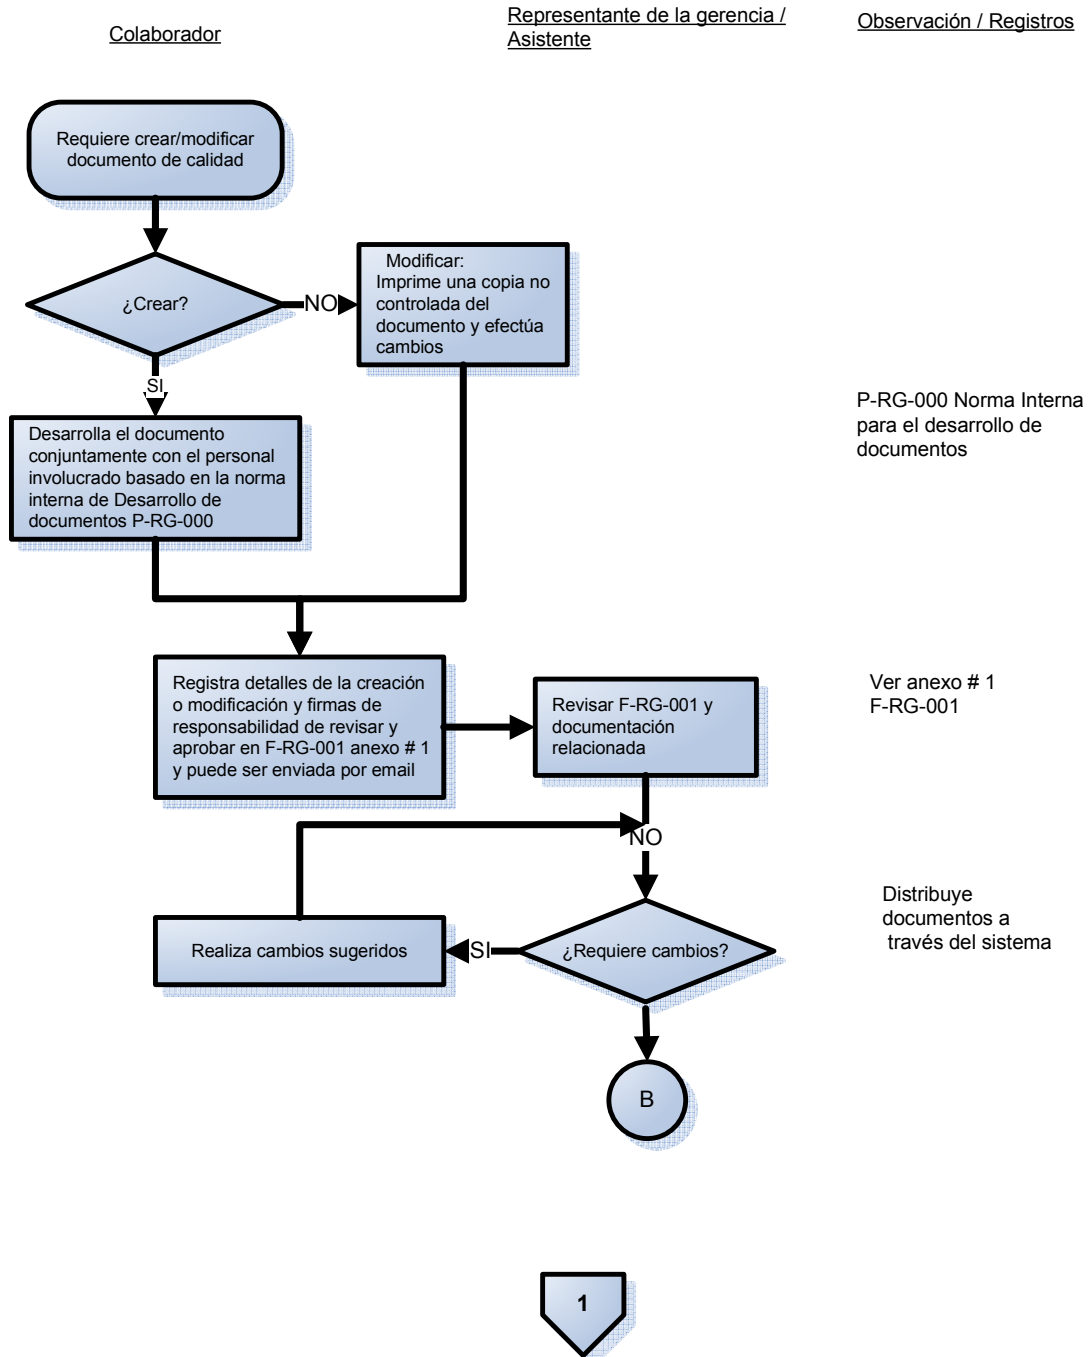 Colaborador
Representante de la gerencia /
Asistente
Observación / Registros
Requiere crear/modificar
documento de calidad
¿Crear?
NO
Modificar:
Imprime una copia no
controlada del
documento y efectúa
cambios
SI
Desarrolla el documento
conjuntamente con el personal
involucrado basado en la norma
interna de Desarrollo de
documentos P-RG-000
P-RG-000 Norma Interna
para el desarrollo de
documentos
Registra detalles de la creación
o modificación y firmas de
responsabilidad de revisar y
aprobar en F-RG-001 anexo # 1
y puede ser enviada por email
Revisar F-RG-001 y
documentación
relacionada
Ver anexo # 1
F-RG-001
NO
Realiza cambios sugeridos
SI
¿Requiere cambios?
Distribuye
documentos a
través del sistema
B
1